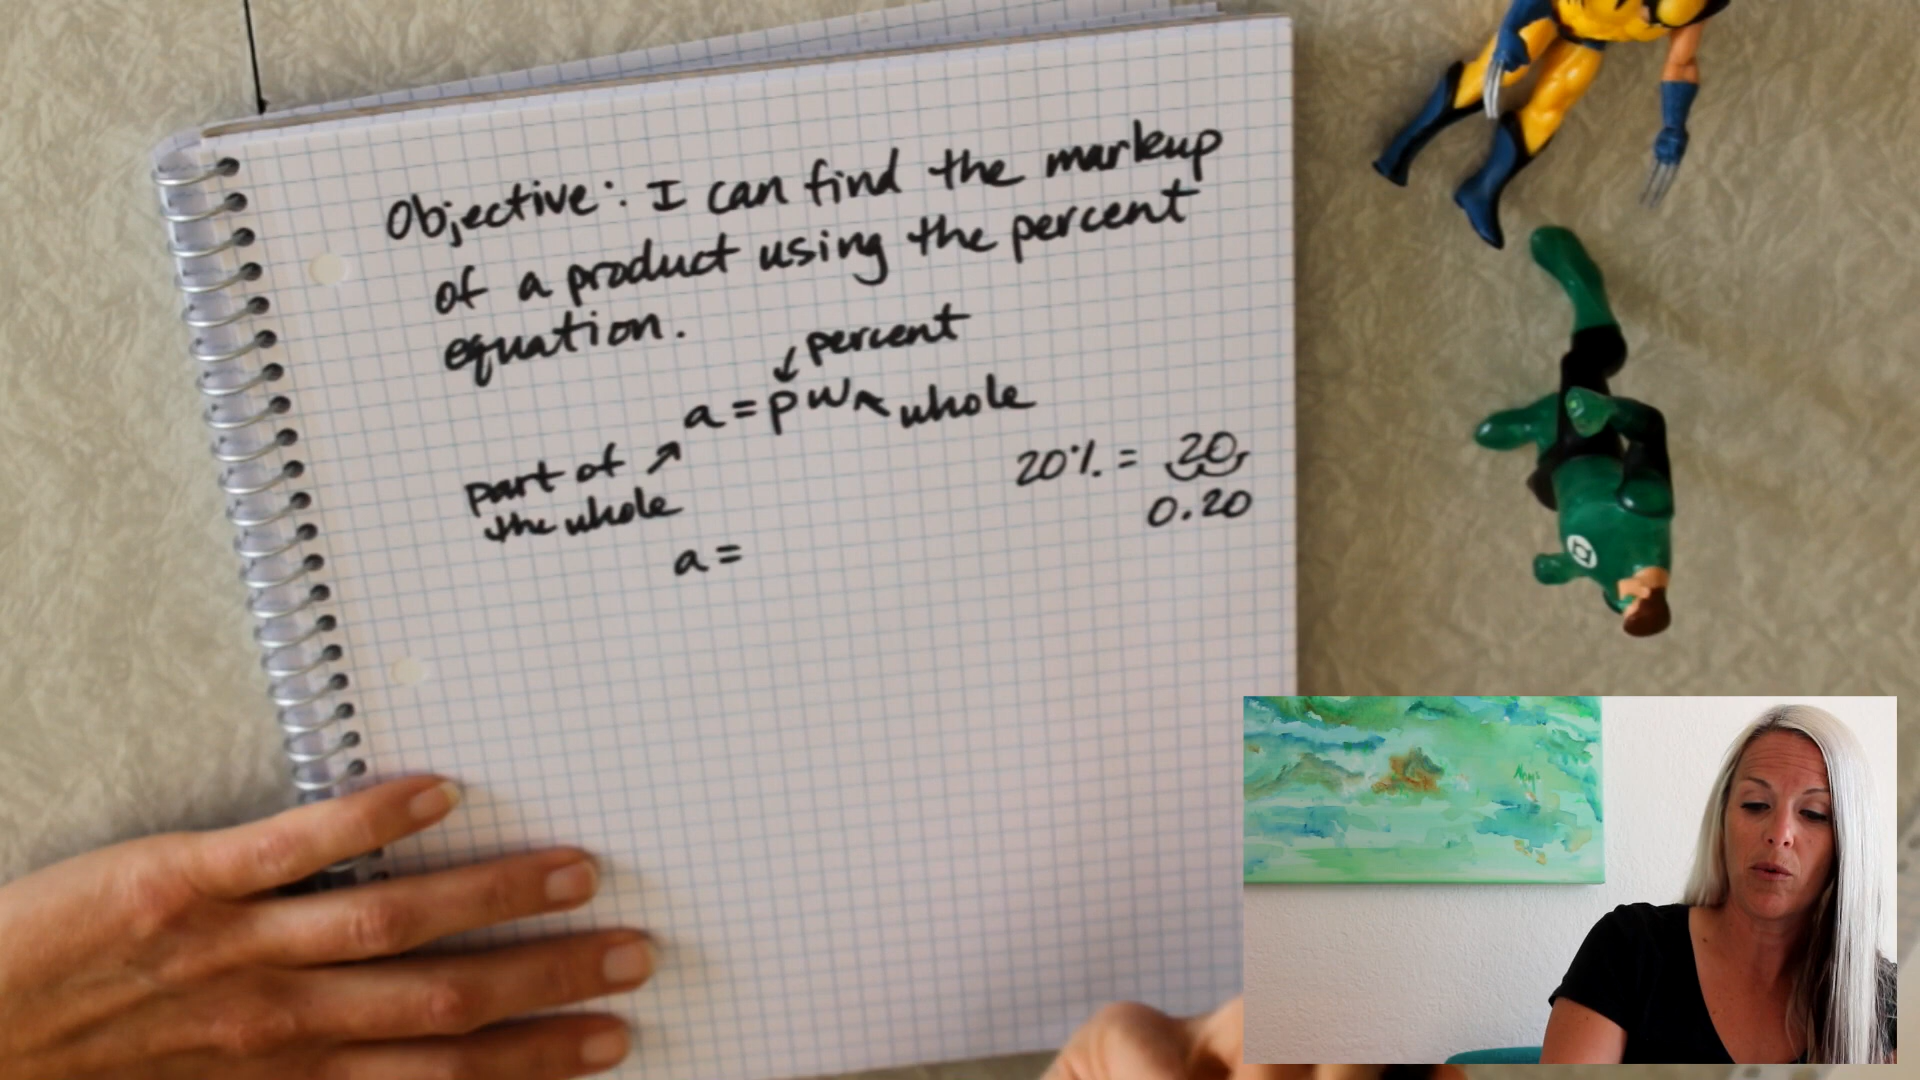 Objective: I can find the markup
of a product using the percent
equation.
percent
a = pw
whole
part of
the whole
20% = 20
0.20
a =